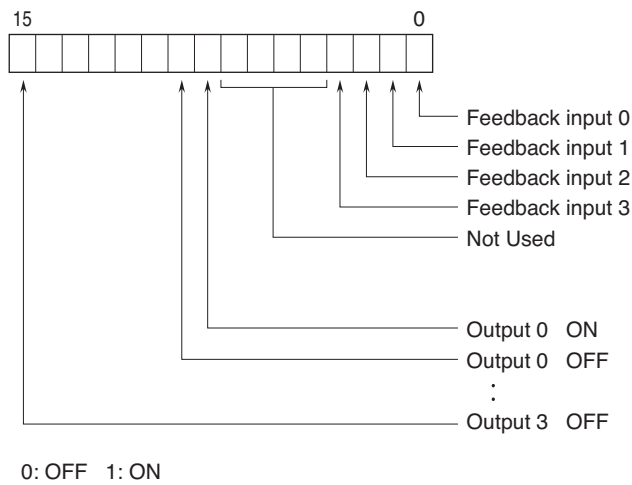 15 0
Feedback input 0
Feedback input 1
Feedback input 2
Feedback input 3
Not Used
Output 0 ON
Output 0 OFF
:
Output 3 OFF
0: OFF 1: ON